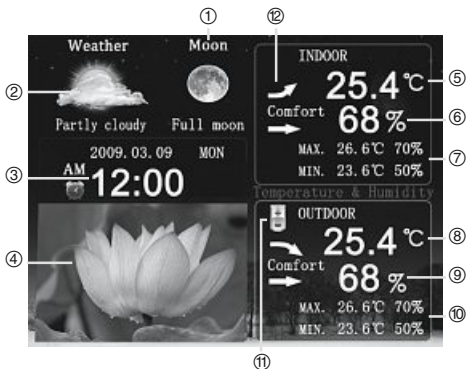 ① ⑫
Weather Moon
② Partly cloudy Full moon
2009.03.09 MON
③ AM 12:00
④
INDOOR
25.4℃ ⑤
Comfort
68% ⑥
MAX. 26.6℃ 70% ⑦
MIN. 23.6℃ 50%
Temperature & Humidity
OUTDOOR
25.4℃ ⑧
Comfort
68% ⑨
MAX. 26.6℃ 70% ⑩
MIN. 23.6℃ 50%
⑪